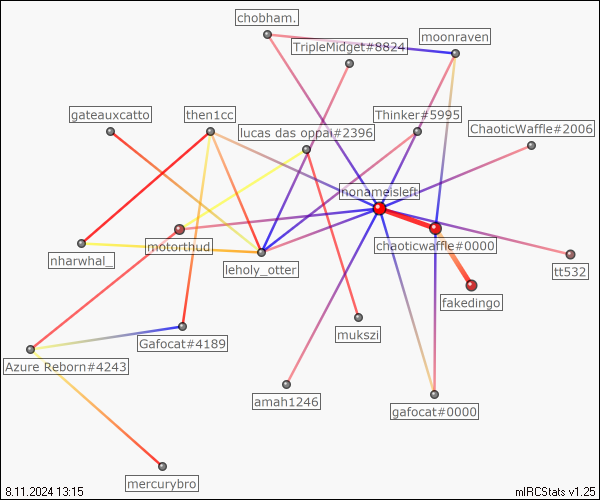 chobham.
moonraven
TripleMidget#8824
gateauxcatto
then1cc
Thinker#5995
lucas das oppai#2396
ChaoticWaffle#2006
nonameisleft
motorthud_
chaoticwaffle#0000
nharwhal_
leholy_otter
tt532
fakedingo
mukszi
Gafocat#4189
Azure Reborn#4243
amah1246
gafocat#0000
mercurybro
8.11.2024 13:15
mIRCStats v1.25